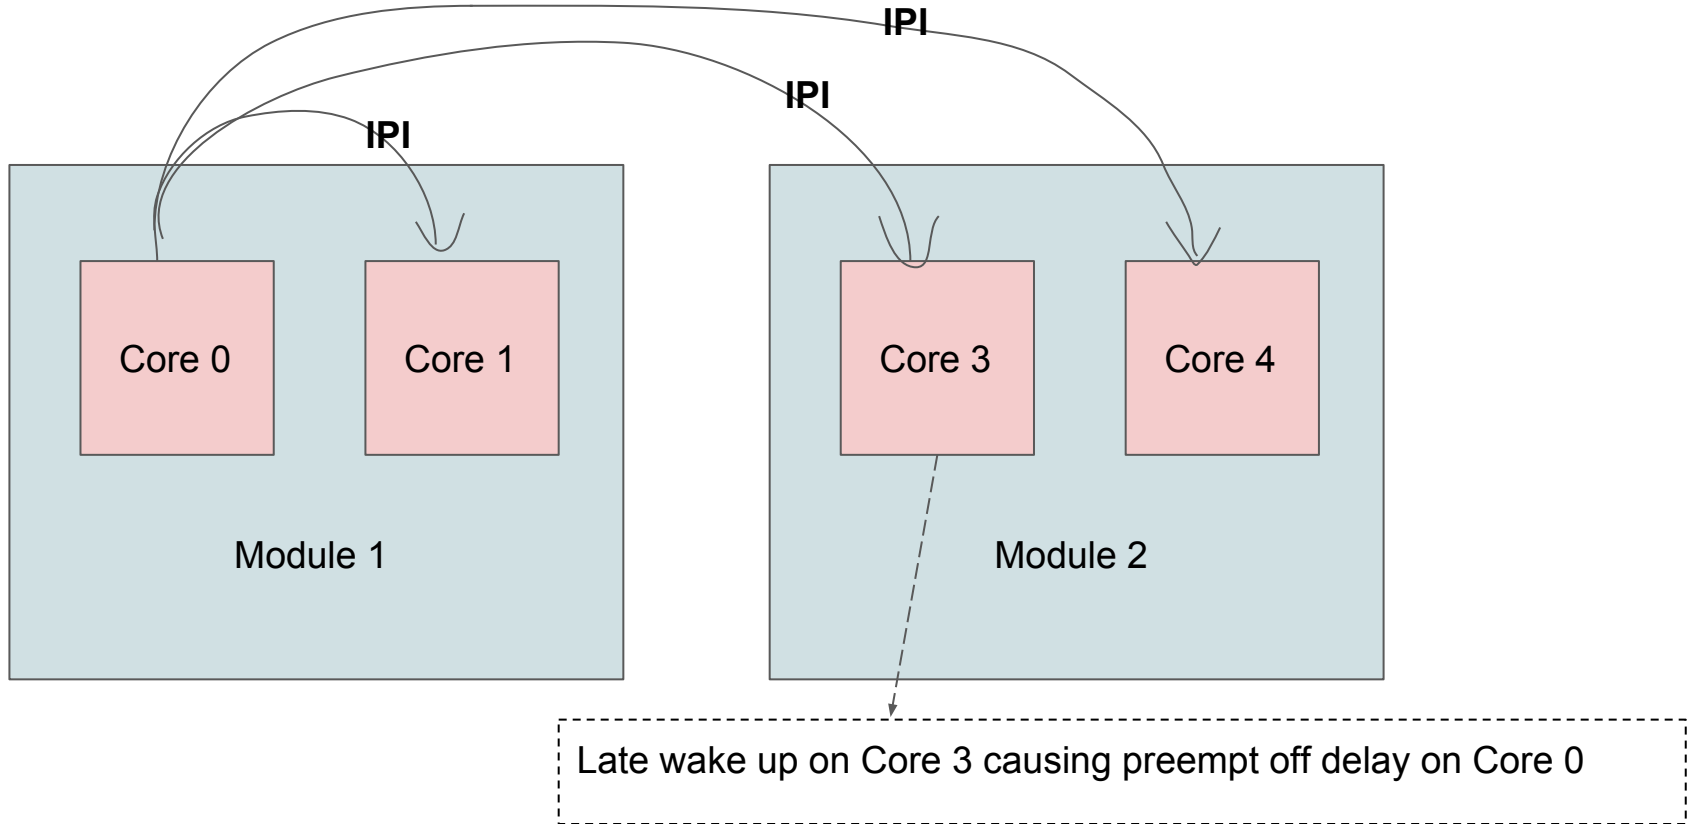 IPI
IPI
IPI
Core 0
Core 1
Core 3
Core 4
Module 1
Module 2
Late wake up on Core 3 causing preempt off delay on Core 0